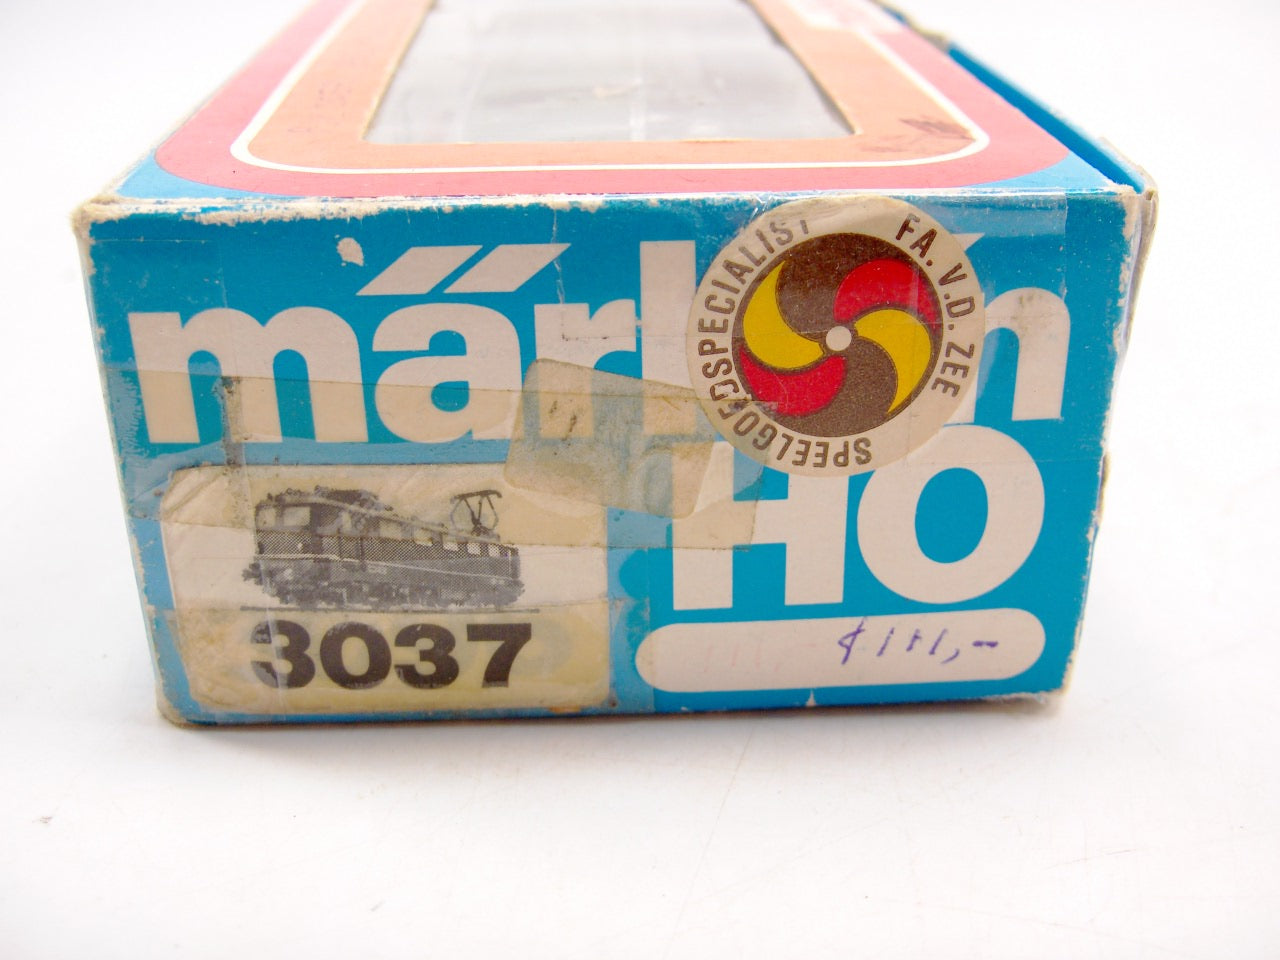 märklin
HO
SPEELGOEDSPECIALIST FA. V.D. ZEE
3037
111,-